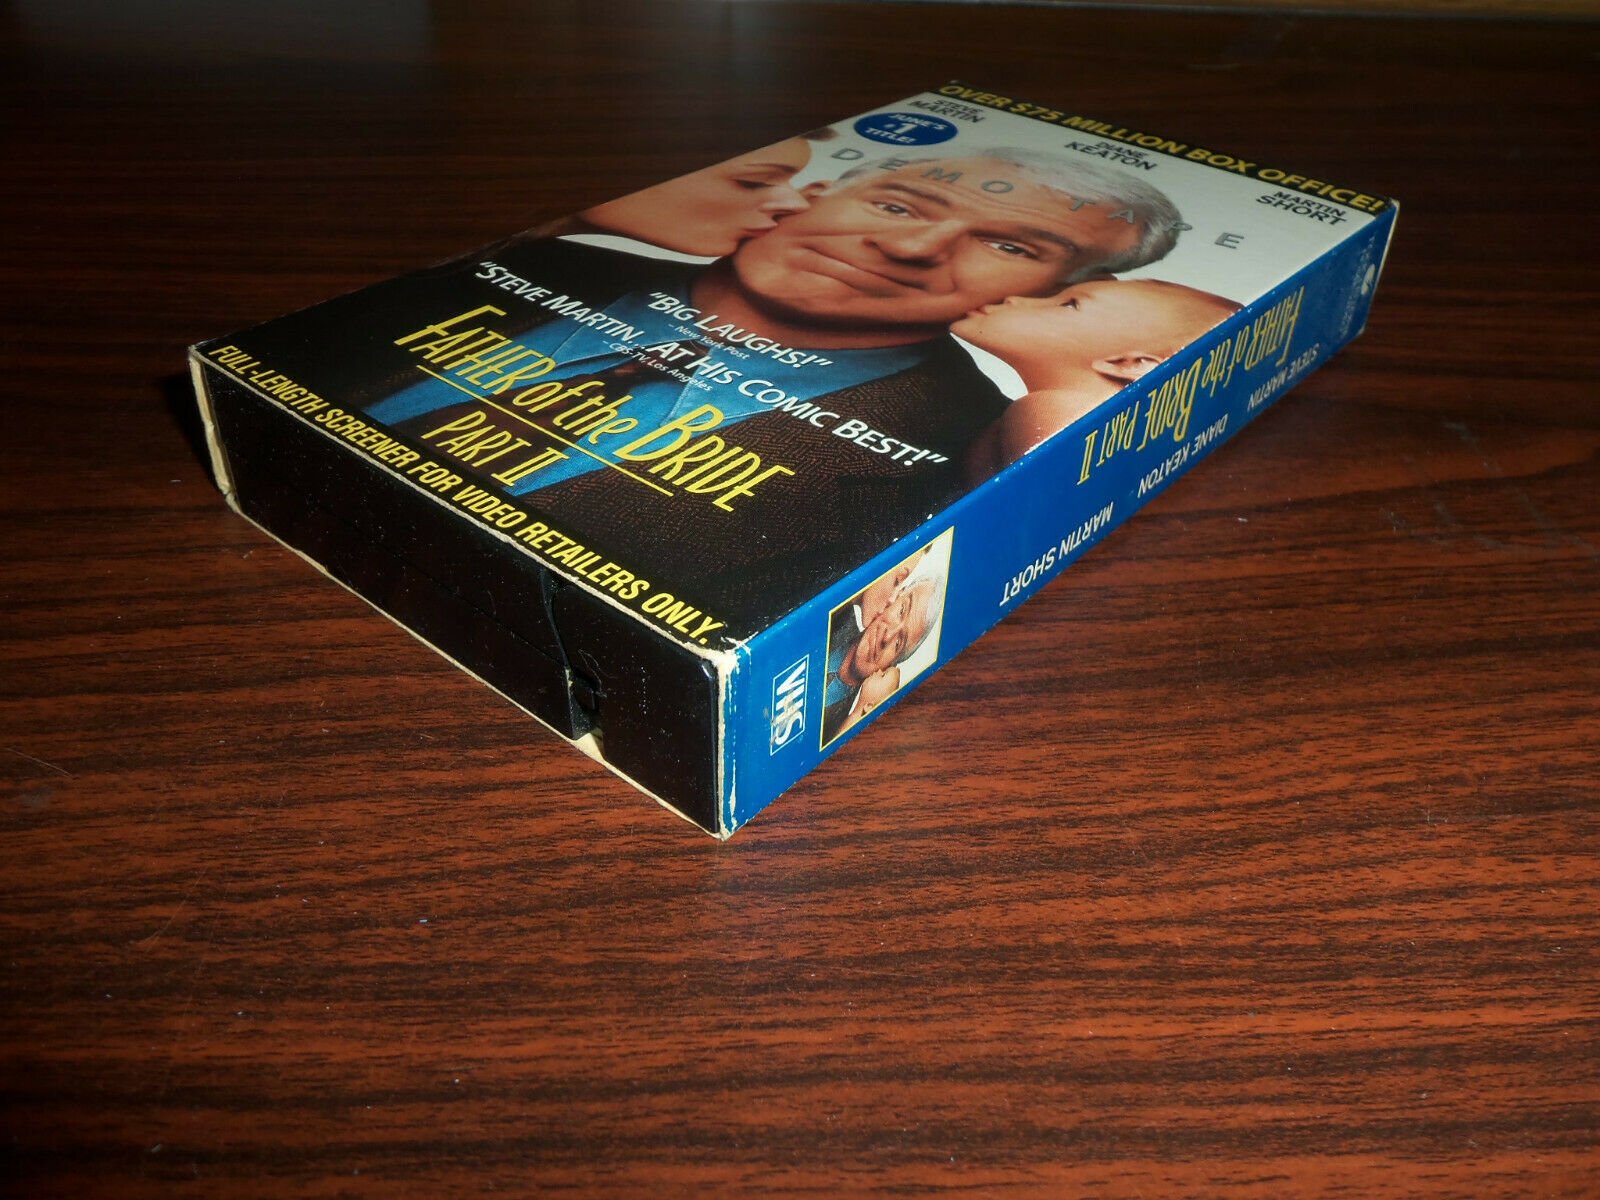 OVER $75 MILLION BOX OFFICE!
STEVE
MARTIN
DIANE
KEATON
MARTIN
SHORT
JUNE'S
#1
TITLE!
DEMO TAPE
"BIG LAUGHS!"
- New York Post
"STEVE MARTIN...AT HIS COMIC BEST!"
- CBS-TV Los Angeles
FATHER of the BRIDE
PART II
FULL-LENGTH SCREENER FOR VIDEO RETAILERS ONLY.
FATHER of the BRIDE PART II
STEVE MARTIN DIANE KEATON MARTIN SHORT
VHS